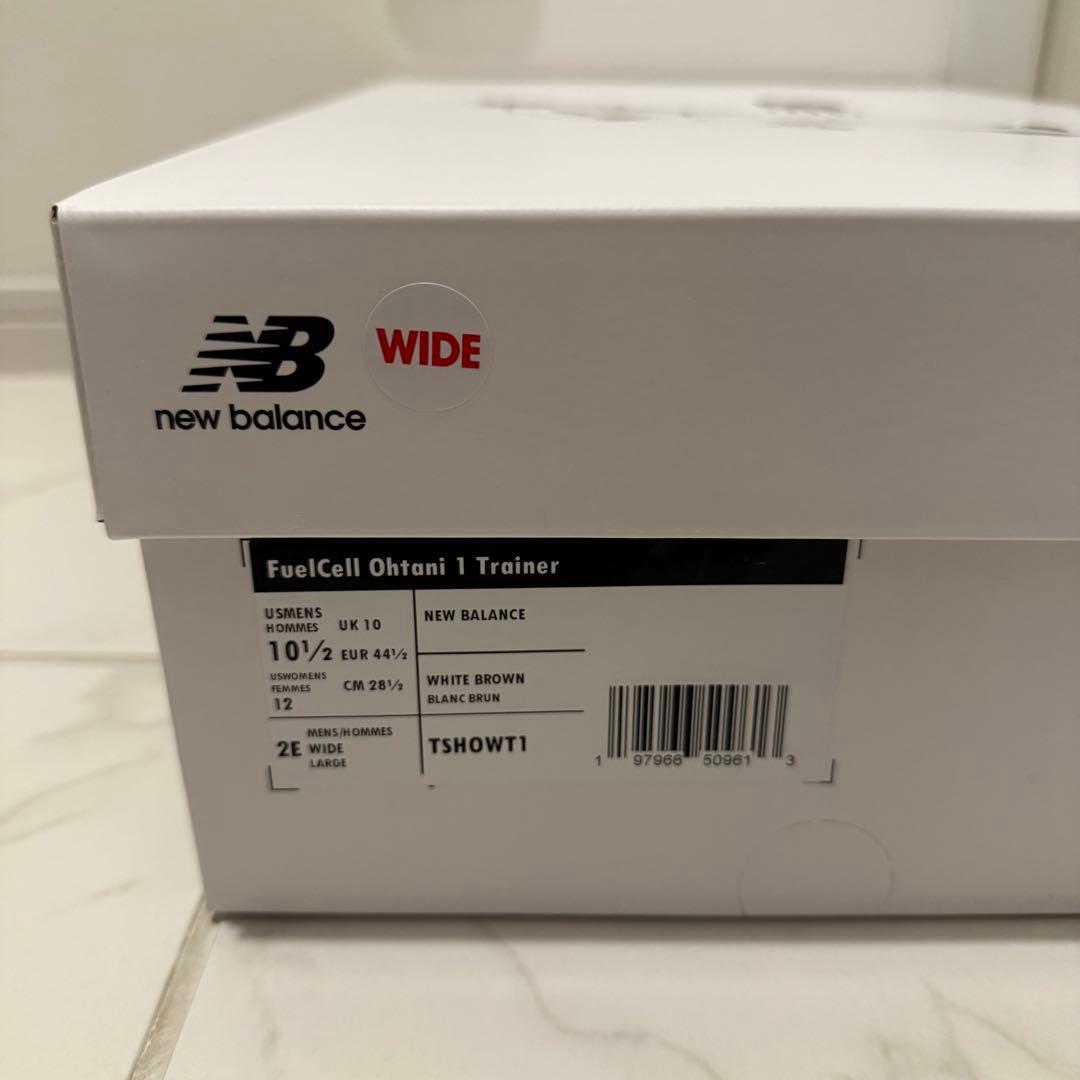 NB
new balance
WIDE
FuelCell Ohtani 1 Trainer
USMENS
HOMMES UK 10
10½ EUR 44½
USWOMENS
FEMMES CM 28½
12
2E MENS/HOMMES
WIDE
LARGE
NEW BALANCE
WHITE BROWN
BLANC BRUN
TSHOWT1
1 97966 50961 3